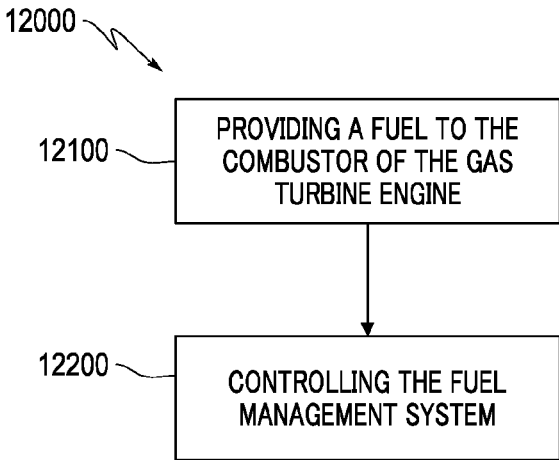 12000
12100
PROVIDING A FUEL TO THE
COMBUSTOR OF THE GAS
TURBINE ENGINE
12200
CONTROLLING THE FUEL
MANAGEMENT SYSTEM